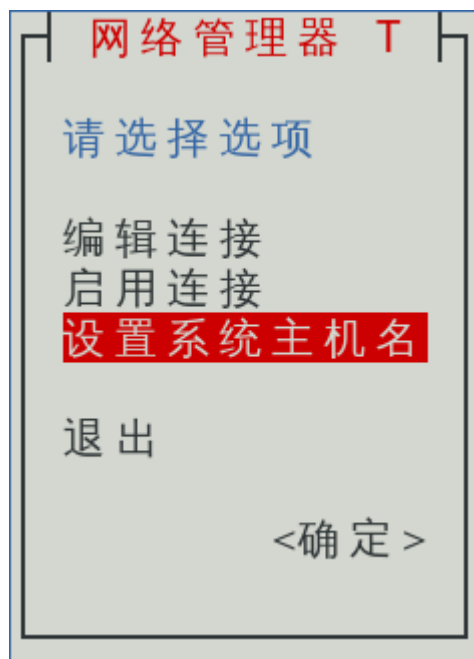 网络管理器 T
请选择选项
编辑连接
启用连接
设置系统主机名
退出
<确定>